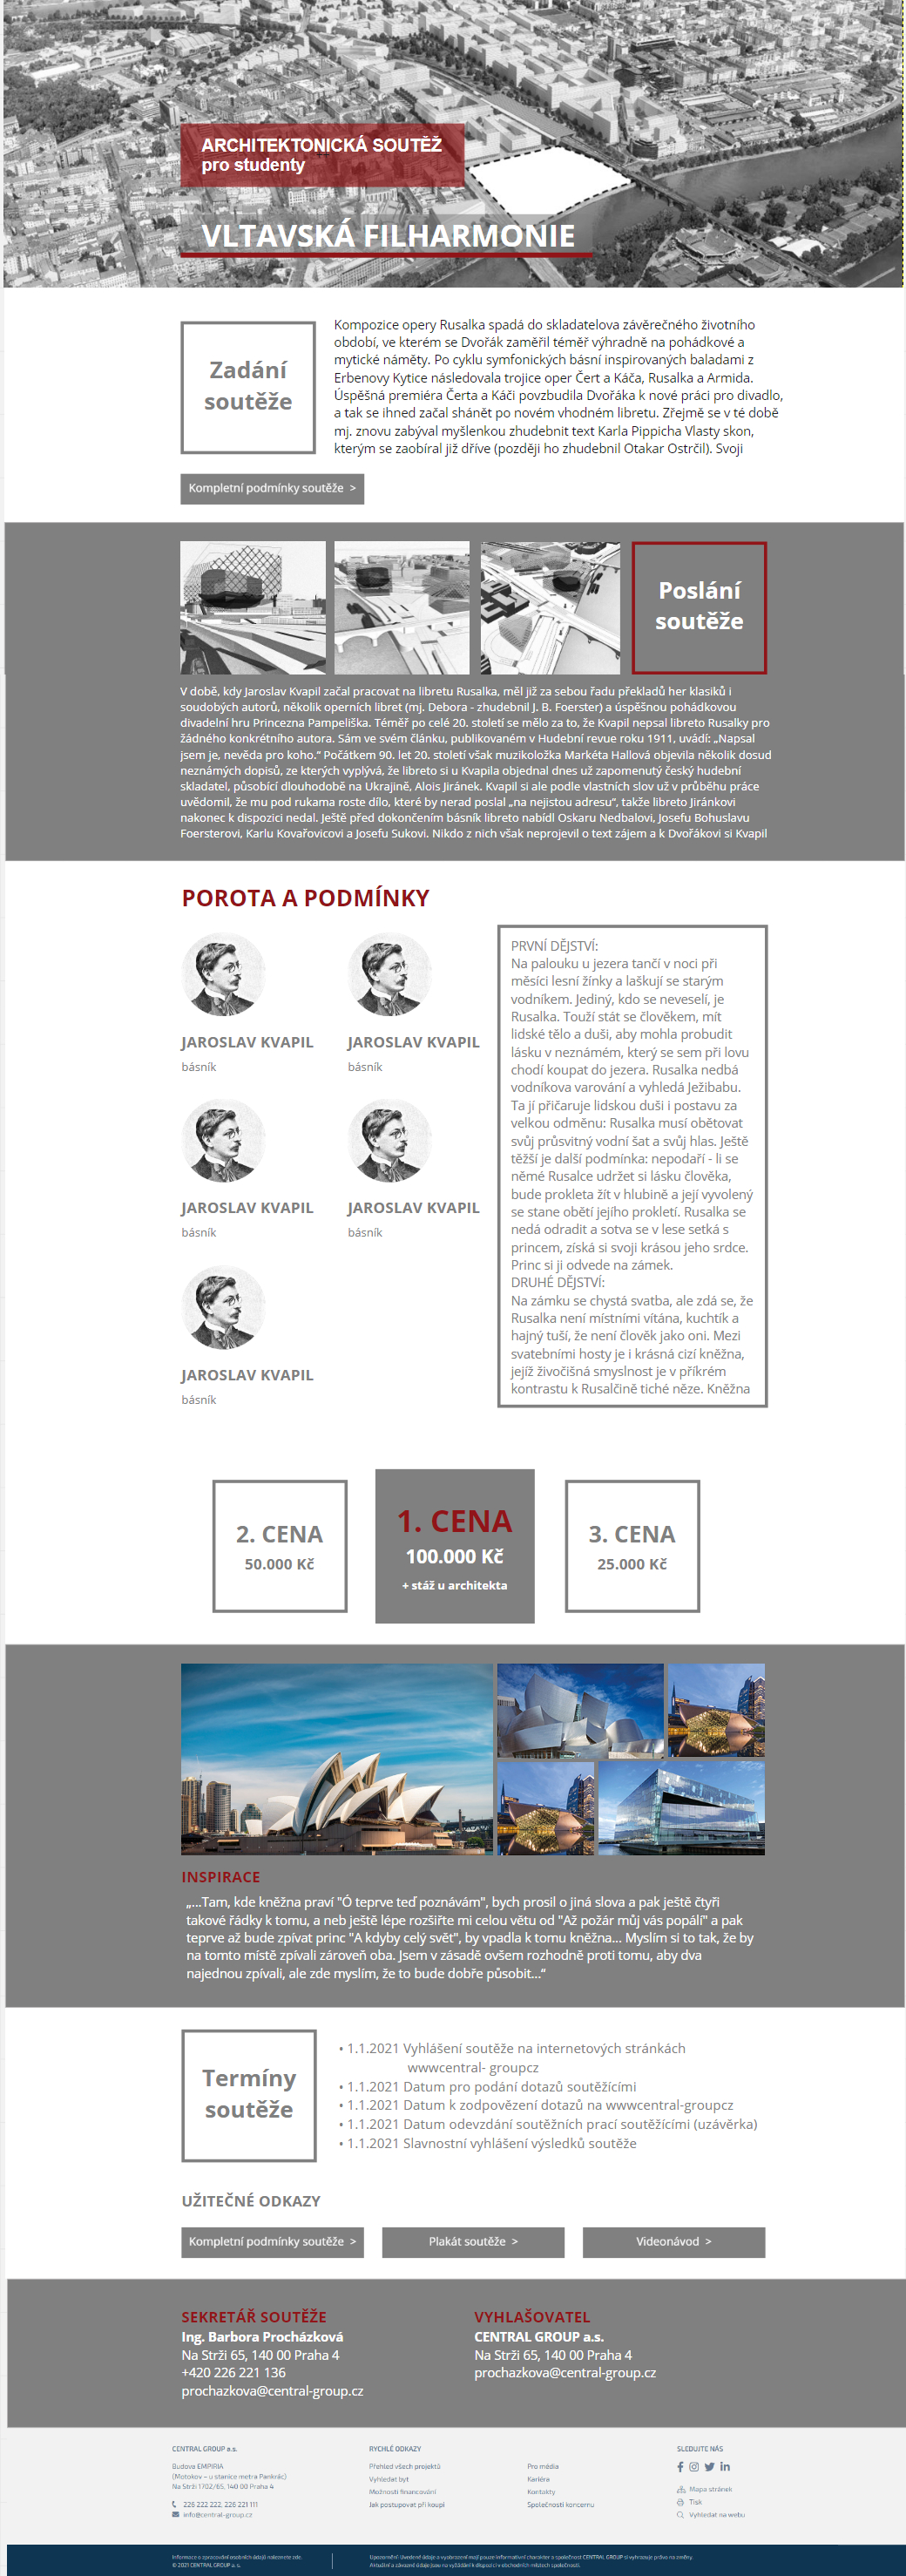 ARCHITEKTONICKÁ SOUTĚŽ
pro studenty
VLTAVSKÁ FILHARMONIE
Zadání
soutěže
Kompozice opery Rusalka spadá do skladatelova závěrečného životního
období, ve kterém se Dvořák zaměřil téměř výhradně na pohádkové a
mytické náměty. Po cyklu symfonických básní inspirovaných baladami z
Erbenovy Kytice následovala trojice oper Čert a Káča, Rusalka a Armida.
Úspěšná premiéra Čerta a Káči povzbudila Dvořáka k nové práci pro divadlo,
a tak se ihned začal shánět po novém vhodném libretu. Zřejmě se v té době
mj. znovu zabýval myšlenkou zhudebnit text Karla Pippicha Vlasty skon,
kterým se zaobíral již dříve (později ho zhudebnil Otakar Ostrčil). Svoji
Kompletní podmínky soutěže >
Poslání
soutěže
V době, kdy Jaroslav Kvapil začal pracovat na libretu Rusalka, měl již za sebou řadu překladů her klasiků i
soudobých autorů, několik operních libret (mj. Debora - zhudebnil J. B. Foerster) a úspěšnou pohádkovou
divadelní hru Princezna Pampeliška. Téměř po celé 20. století se mělo za to, že Kvapil nepsal libreto Rusalky pro
žádného konkrétního autora. Sám ve svém článku, publikovaném v Hudební revue roku 1911, uvádí: „Napsal
jsem je, nevěda pro koho.“ Počátkem 90. let 20. století však muzikoložka Markéta Hallová objevila několik dosud
neznámých dopisů, ze kterých vyplývá, že libreto si u Kvapila objednal dnes už zapomenutý český hudební
skladatel, působící dlouhodobě na Ukrajině, Alois Jiránek. Kvapil si ale podle vlastních slov už v průběhu práce
uvědomil, že mu pod rukama roste dílo, které by nerad poslal „na nejistou adresu“, takže libreto Jiránkovi
nakonec k dispozici nedal. Ještě před dokončením básník libreto nabídl Oskaru Nedbalovi, Josefu Bohuslavu
Foersterovi, Karlu Kovařovicovi a Josefu Sukovi. Nikdo z nich však neprojevil o text zájem a k Dvořákovi si Kvapil
POROTA A PODMÍNKY
JAROSLAV KVAPIL
básník
JAROSLAV KVAPIL
básník
JAROSLAV KVAPIL
básník
JAROSLAV KVAPIL
básník
JAROSLAV KVAPIL
básník
PRVNÍ DĚJSTVÍ:
Na palouku u jezera tančí v noci při
měsíci lesní žínky a laškují se starým
vodníkem. Jediný, kdo se neveselí, je
Rusalka. Touží stát se člověkem, mít
lidské tělo a duši, aby mohla probudit
lásku v neznámém, který se sem při lovu
chodí koupat do jezera. Rusalka nedbá
vodníkova varování a vyhledá Ježibabu.
Ta jí přičaruje lidskou duši i postavu za
velkou odměnu: Rusalka musí obětovat
svůj průsvitný vodní šat a svůj hlas. Ještě
těžší je další podmínka: nepodaří - li se
němé Rusalce udržet si lásku člověka,
bude prokleta žít v hlubině a její vyvolený
se stane obětí jejího prokletí. Rusalka se
nedá odradit a sotva se v lese setká s
princem, získá si svoji krásou jeho srdce.
Princ si ji odvede na zámek.
DRUHÉ DĚJSTVÍ:
Na zámku se chystá svatba, ale zdá se, že
Rusalka není místními vítána, kuchtík a
hajný tuší, že není člověk jako oni. Mezi
svatebními hosty je i krásná cizí kněžna,
jejíž živočišná smyslnost je v příkrém
kontrastu k Rusalčině tiché něze. Kněžna
2. CENA
50.000 Kč
1. CENA
100.000 Kč
+ stáž u architekta
3. CENA
25.000 Kč
INSPIRACE
„...Tam, kde kněžna praví "Ó teprve teď poznávám", bych prosil o jiná slova a pak ještě čtyři
takové řádky k tomu, a neb ještě lépe rozšiřte mi celou větu od "Až požár můj vás popálí" a pak
teprve až bude zpívat princ "A kdyby celý svět", by vpadla k tomu kněžna... Myslím si to tak, že by
na tomto místě zpívali zároveň oba. Jsem v zásadě ovšem rozhodně proti tomu, aby dva
najednou zpívali, ale zde myslím, že to bude dobře působit...“
Termíny
soutěže
• 1.1.2021 Vyhlášení soutěže na internetových stránkách
wwwcentral- groupcz
• 1.1.2021 Datum pro podání dotazů soutěžícími
• 1.1.2021 Datum k zodpovězení dotazů na wwwcentral-groupcz
• 1.1.2021 Datum odevzdání soutěžních prací soutěžícími (uzávěrka)
• 1.1.2021 Slavnostní vyhlášení výsledků soutěže
UŽITEČNÉ ODKAZY
Kompletní podmínky soutěže >
Plakát soutěže >
Videonávod >
SEKRETÁŘ SOUTĚŽE
Ing. Barbora Procházková
Na Strži 65, 140 00 Praha 4
+420 226 221 136
prochazkova@central-group.cz
VYHLAŠOVATEL
CENTRAL GROUP a.s.
Na Strži 65, 140 00 Praha 4
prochazkova@central-group.cz
CENTRAL GROUP a.s.
Budova EMPIRIA
(Motokov – u stanice metra Pankrác)
Na Strži 1702/65, 140 00 Praha 4
226 222 222, 226 221 111
info@central-group.cz
RYCHLÉ ODKAZY
Přehled všech projektů
Vyhledat byt
Možnosti financování
Jak postupovat při koupi
Pro média
Kariéra
Kontakty
Společnosti koncernu
SLEDUJTE NÁS
Mapa stránek
Tisk
Vyhledat na webu
Informace o zpracování osobních údajů naleznete zde.
© 2021 CENTRAL GROUP a. s.
Upozornění: Uvedené údaje a vyobrazení mají pouze informativní charakter a společnost CENTRAL GROUP si vyhrazuje právo na změny.
Aktuální a závazné údaje jsou na vyžádání k dispozici v obchodních místech společnosti.